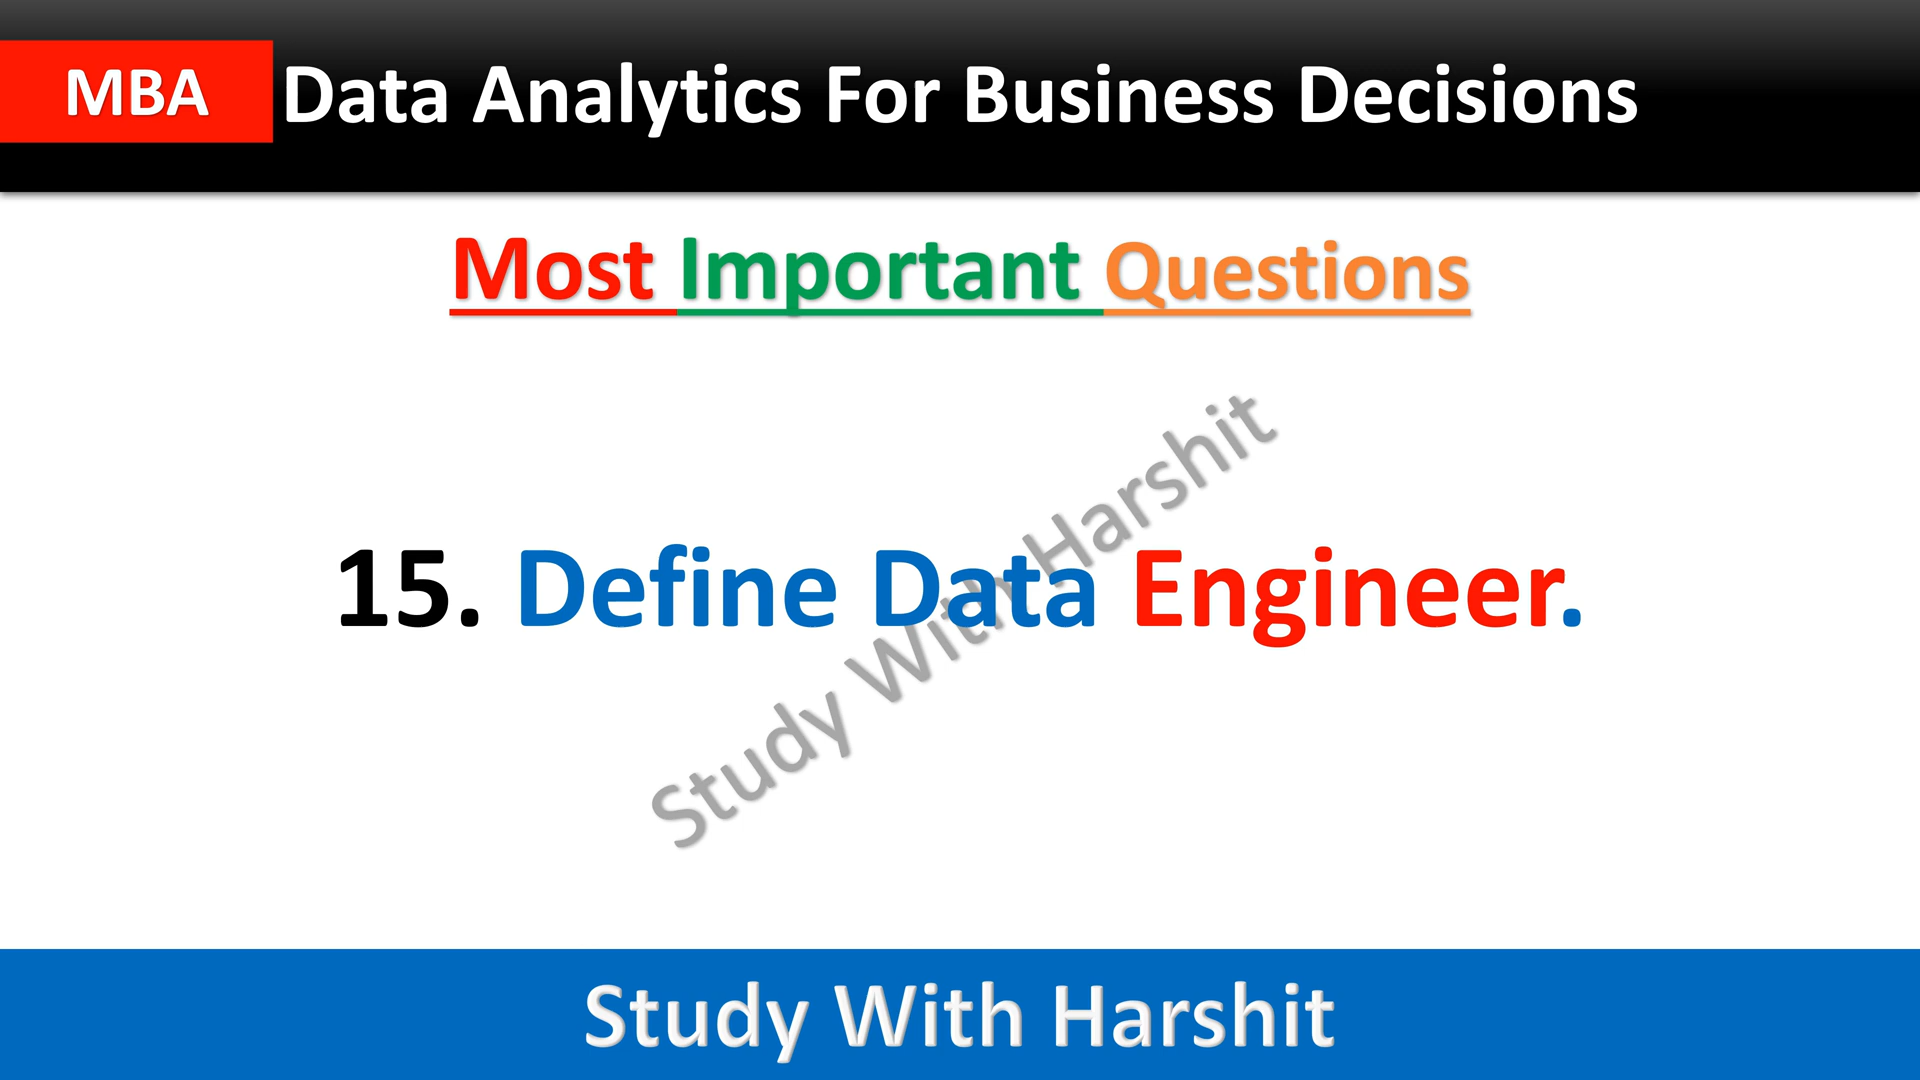 MBA Data Analytics For Business Decisions
Most Important Questions
15. Define Data Engineer.
Study With Harshit
Study With Harshit